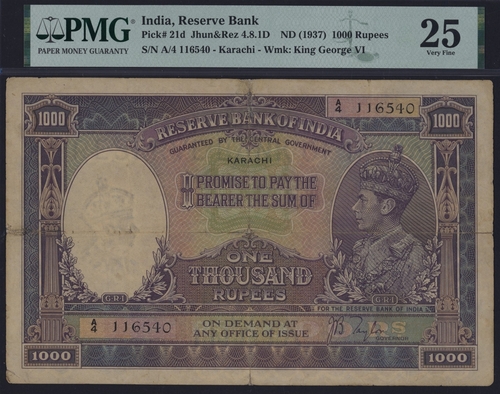 PMG
PAPER MONEY GUARANTY
India, Reserve Bank
Pick# 21d Jhun&Rez 4.8.1D ND (1937) 1000 Rupees
S/N A/4 116540 - Karachi - Wmk: King George VI
25
Very Fine
1000
A/4 116540
1000
RESERVE BANK OF INDIA
GUARANTEED BY THE CENTRAL GOVERNMENT
KARACHI
I PROMISE TO PAY THE
BEARER THE SUM OF
ONE
THOUSAND
RUPEES
G·R·I
G·R·I
FOR THE RESERVE BANK OF INDIA
A/4 116540
ON DEMAND AT
ANY OFFICE OF ISSUE
GOVERNOR
1000
1000